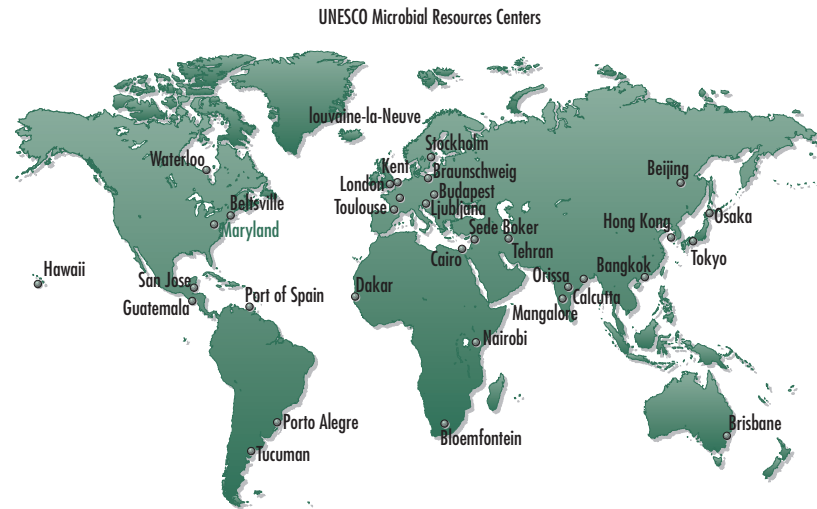 UNESCO Microbial Resources Centers
louvaine-la-Neuve
Stockholm
Waterloo
Kent
Braunschweig
Beijing
London
Budapest
Beltsville
Toulouse
Ljubljana
Osaka
Maryland
Sede Boker
Hong Kong
Tehran
Cairo
Tokyo
Hawaii
Bangkok
San Jose
Orissa
Dakar
Port of Spain
Calcutta
Guatemala
Mangalore
Nairobi
Porto Alegre
Brisbane
Bloemfontein
Tucuman